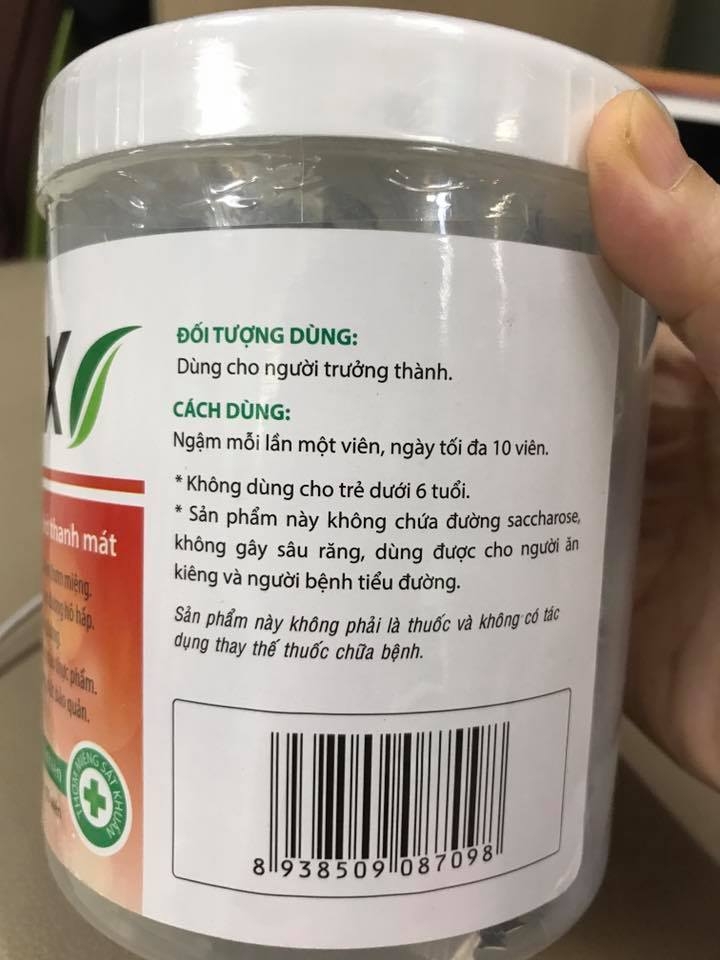 X
thanh mát
thơm miệng.
hô hấp.
phẩm.
bảo quản.
THƠM MIỆNG SÁT KHUẨN
ĐỐI TƯỢNG DÙNG:
Dùng cho người trưởng thành.
CÁCH DÙNG:
Ngậm mỗi lần một viên, ngày tối đa 10 viên.
* Không dùng cho trẻ dưới 6 tuổi.
* Sản phẩm này không chứa đường saccharose,
không gây sâu răng, dùng được cho người ăn
kiêng và người bệnh tiểu đường.
Sản phẩm này không phải là thuốc và không có tác
dụng thay thế thuốc chữa bệnh.
8 938509 087098